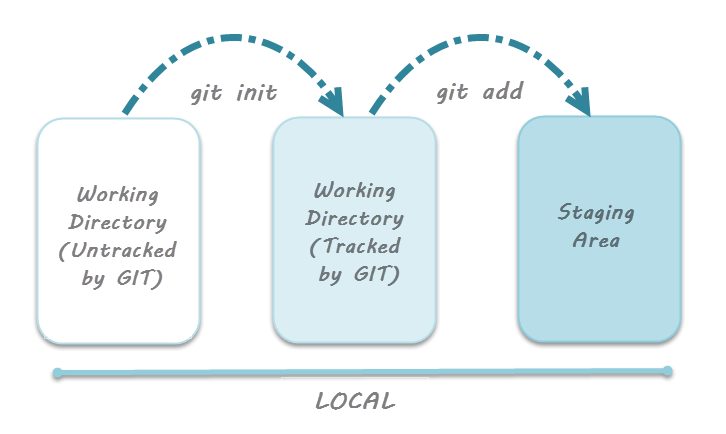 git init
git add
Working
Directory
(Untracked
by GIT)
Working
Directory
(Tracked
by GIT)
Staging
Area
LOCAL